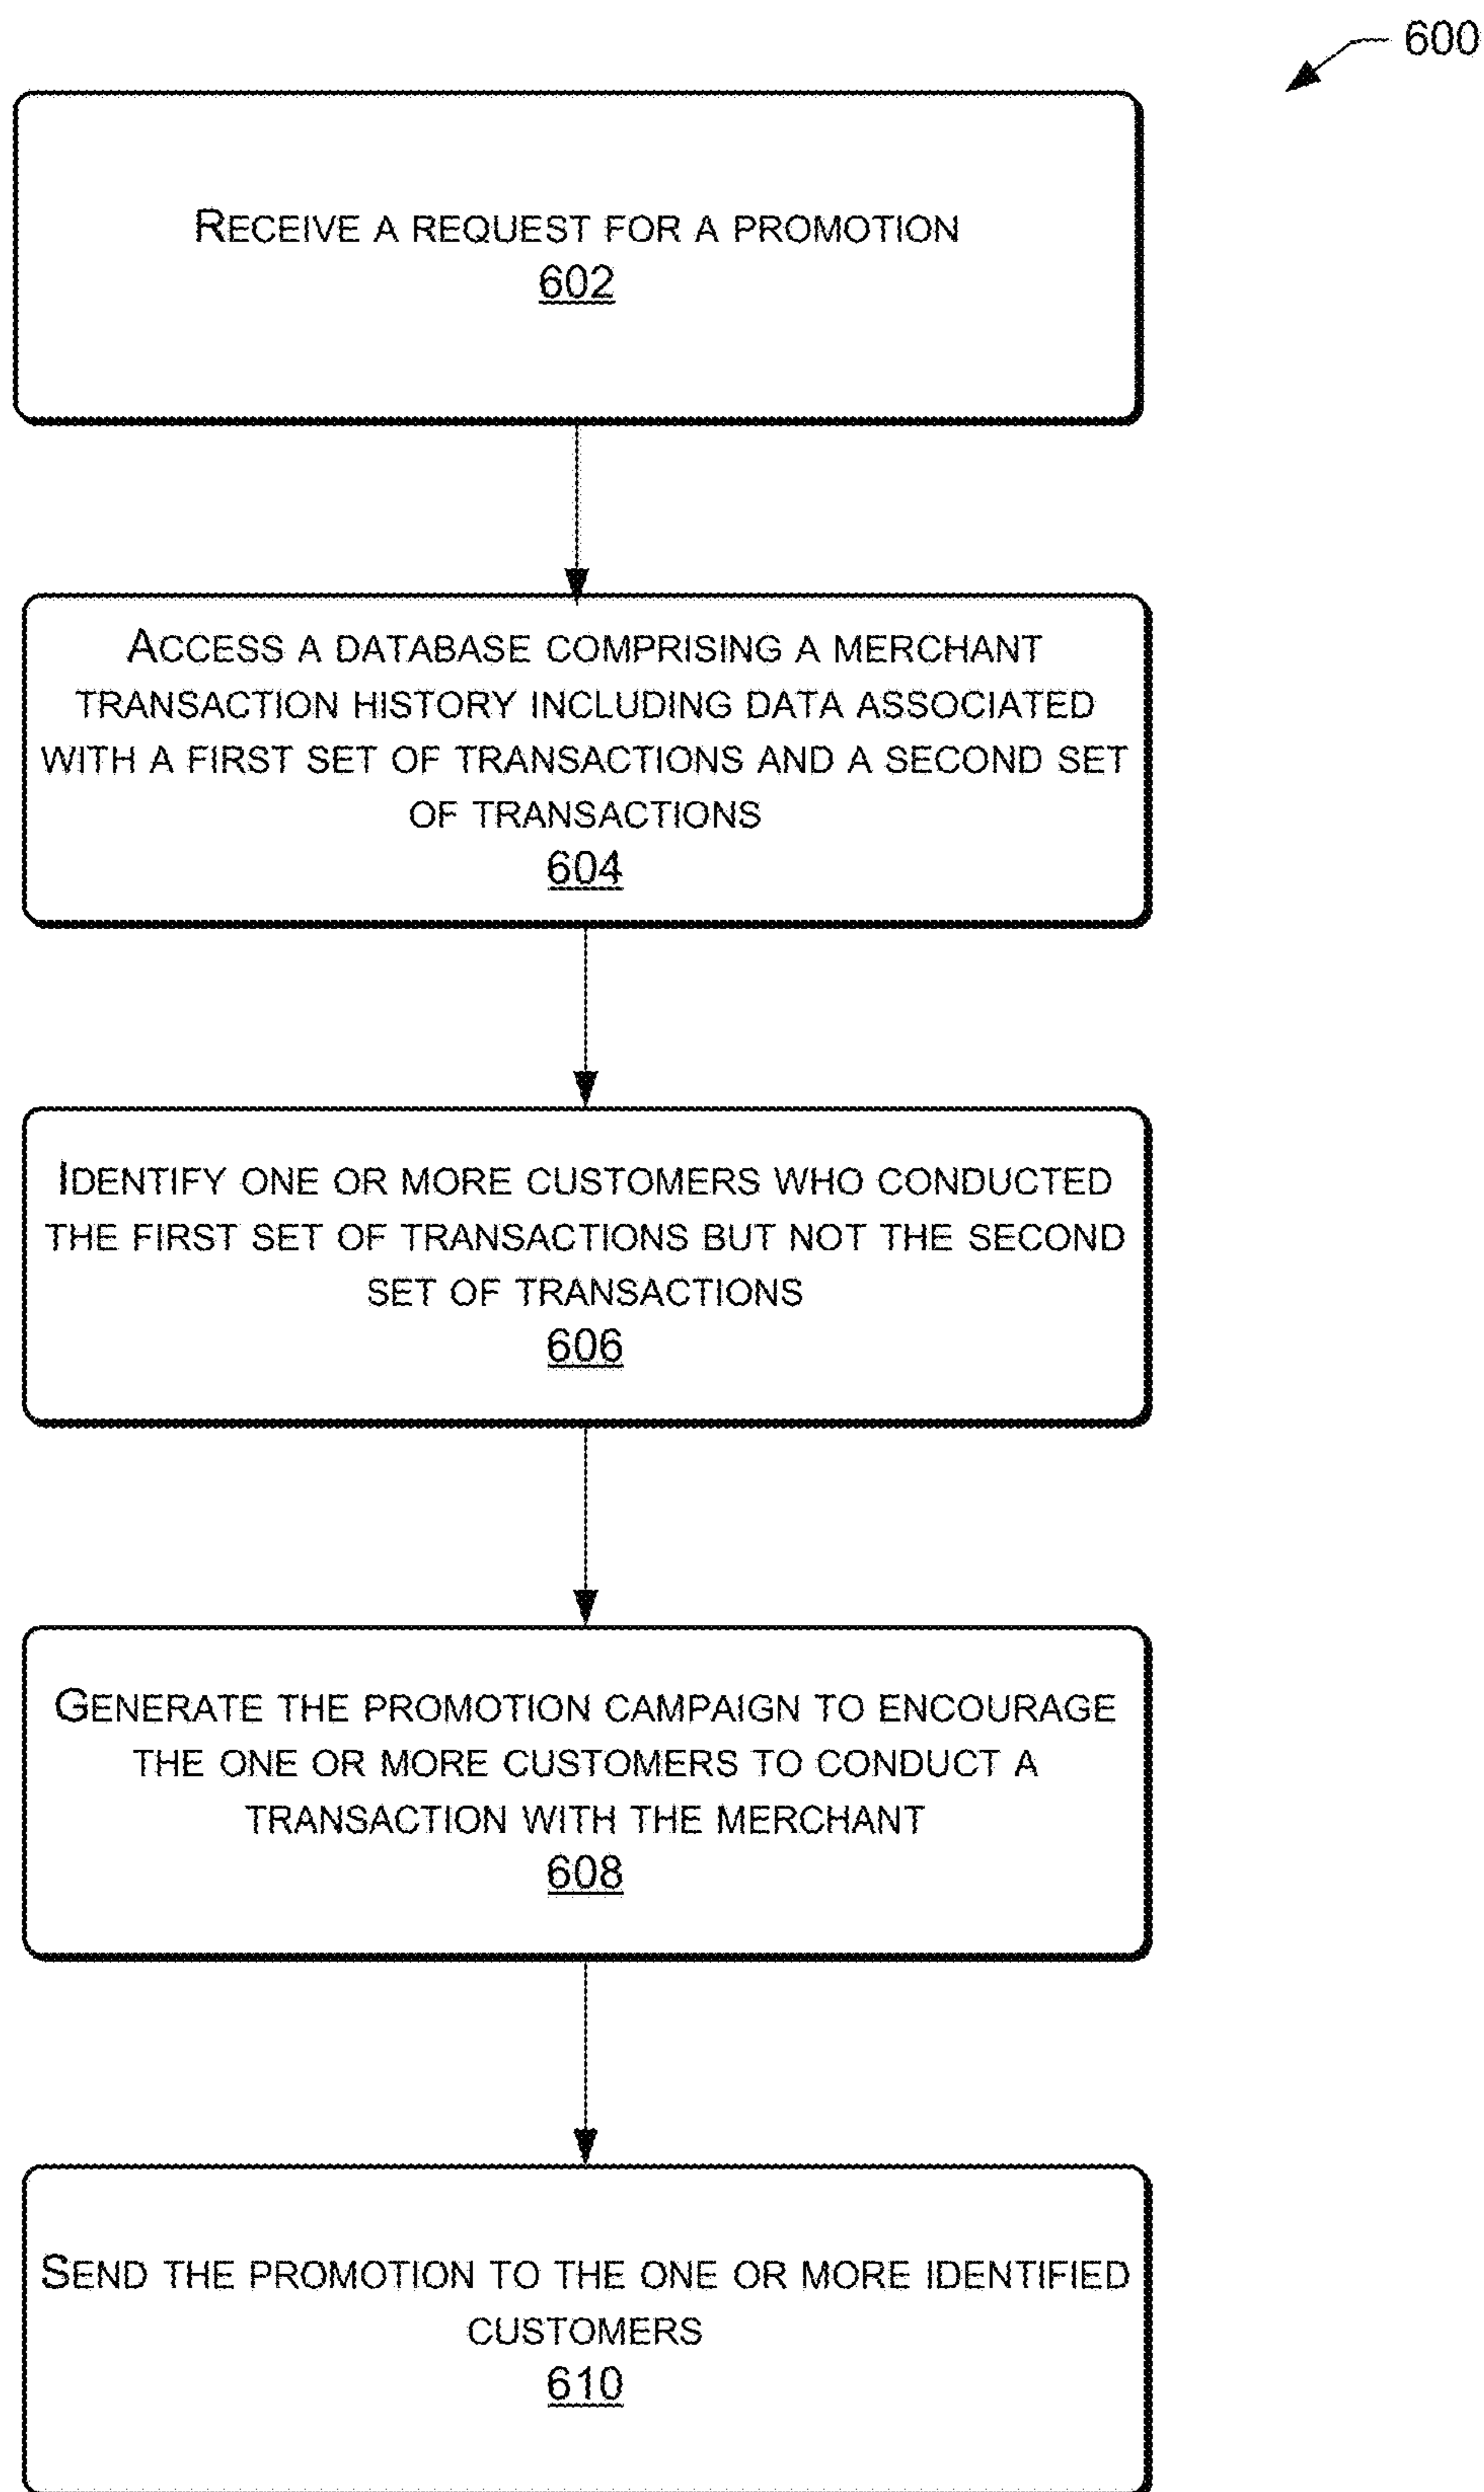 600
RECEIVE A REQUEST FOR A PROMOTION
602
ACCESS A DATABASE COMPRISING A MERCHANT
TRANSACTION HISTORY INCLUDING DATA ASSOCIATED
WITH A FIRST SET OF TRANSACTIONS AND A SECOND SET
OF TRANSACTIONS
604
IDENTIFY ONE OR MORE CUSTOMERS WHO CONDUCTED
THE FIRST SET OF TRANSACTIONS BUT NOT THE SECOND
SET OF TRANSACTIONS
606
GENERATE THE PROMOTION CAMPAIGN TO ENCOURAGE
THE ONE OR MORE CUSTOMERS TO CONDUCT A
TRANSACTION WITH THE MERCHANT
608
SEND THE PROMOTION TO THE ONE OR MORE IDENTIFIED
CUSTOMERS
610